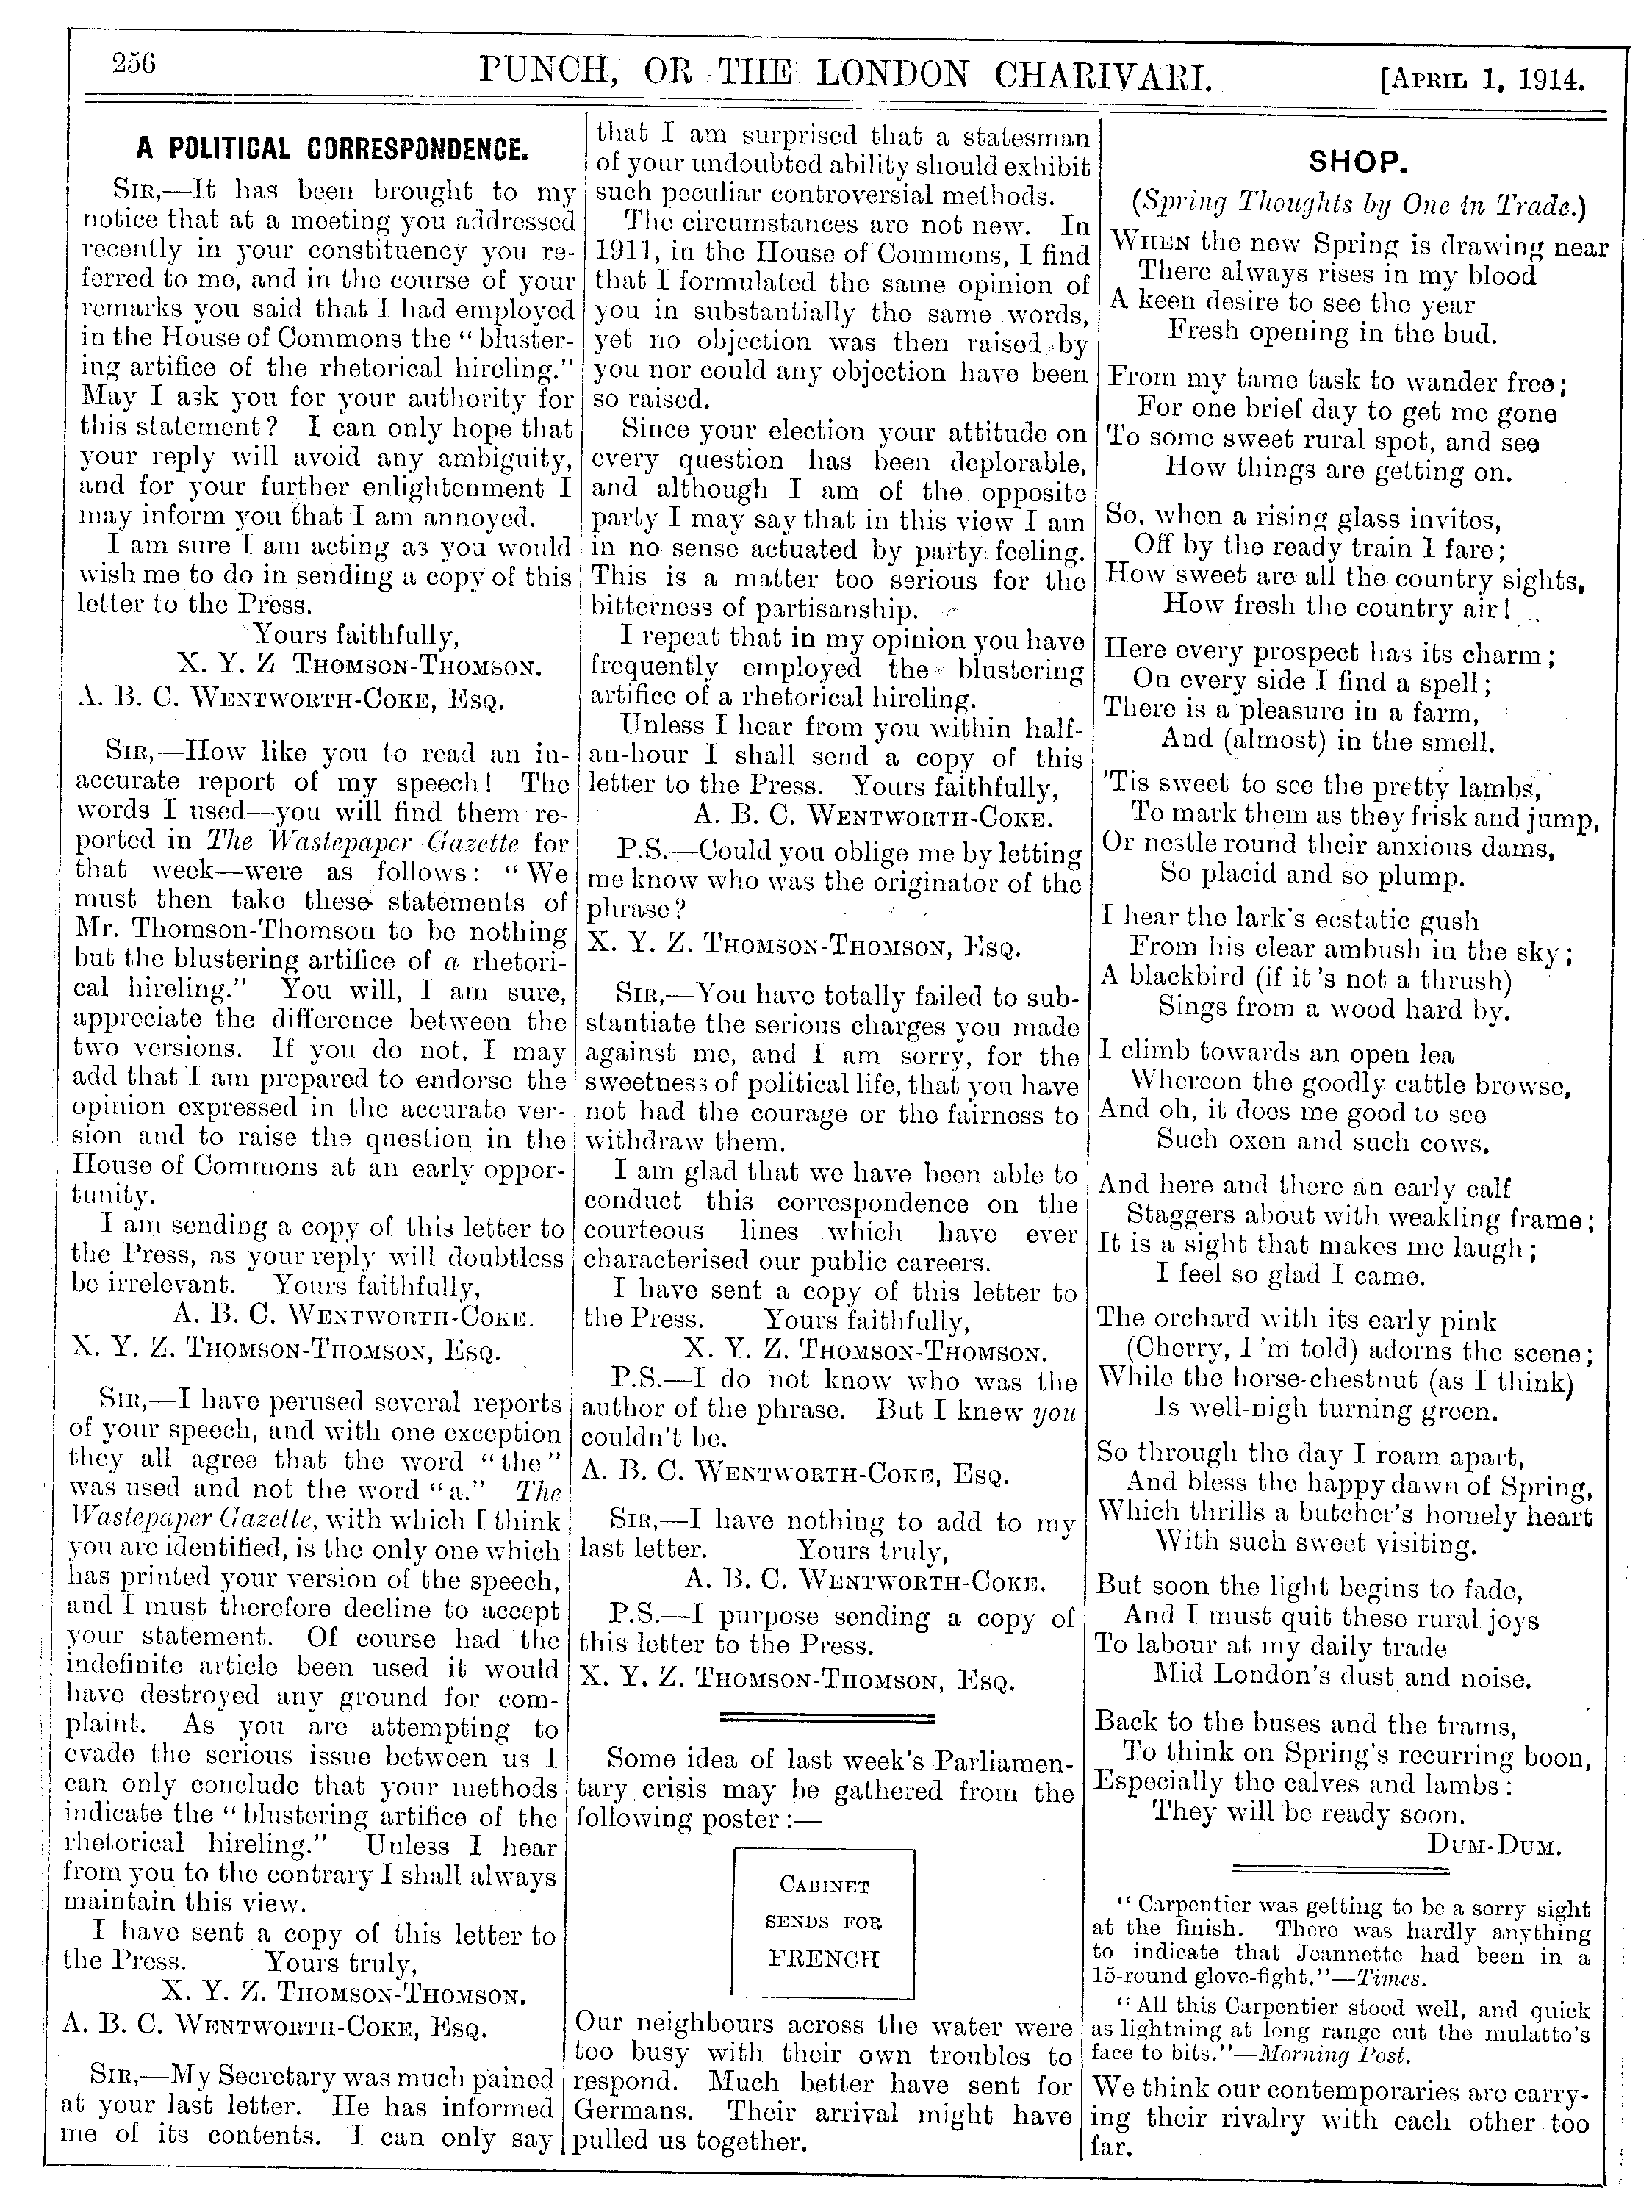 256
PUNCH, OR THE LONDON CHARIVARI.
[APRIL 1, 1914.
A POLITICAL CORRESPONDENCE.
SIR,—It has been brought to my
notice that at a meeting you addressed
recently in your constituency you re-
ferred to me, and in the course of your
remarks you said that I had employed
in the House of Commons the "bluster-
ing artifice of the rhetorical hireling."
May I ask you for your authority for
this statement? I can only hope that
your reply will avoid any ambiguity,
and for your further enlightenment I
may inform you that I am annoyed.
I am sure I am acting as you would
wish me to do in sending a copy of this
letter to the Press.
Yours faithfully,
X. Y. Z THOMSON-THOMSON.
A. B. C. WENTWORTH-COKE, ESQ.
SIR,—How like you to read an in-
accurate report of my speech! The
words I used—you will find them re-
ported in The Wastepaper Gazette for
that week—were as follows: "We
must then take these statements of
Mr. Thomson-Thomson to be nothing
but the blustering artifice of a rhetori-
cal hireling." You will, I am sure,
appreciate the difference between the
two versions. If you do not, I may
add that I am prepared to endorse the
opinion expressed in the accurate ver-
sion and to raise the question in the
House of Commons at an early oppor-
tunity.
I am sending a copy of this letter to
the Press, as your reply will doubtless
be irrelevant. Yours faithfully,
A. B. C. WENTWORTH-COKE.
X. Y. Z. THOMSON-THOMSON, ESQ.
SIR,—I have perused several reports
of your speech, and with one exception
they all agree that the word "the"
was used and not the word "a." The
Wastepaper Gazette, with which I think
you are identified, is the only one which
has printed your version of the speech,
and I must therefore decline to accept
your statement. Of course had the
indefinite article been used it would
have destroyed any ground for com-
plaint. As you are attempting to
evade the serious issue between us I
can only conclude that your methods
indicate the "blustering artifice of the
rhetorical hireling." Unless I hear
from you to the contrary I shall always
maintain this view.
I have sent a copy of this letter to
the Press. Yours truly,
X. Y. Z. THOMSON-THOMSON.
A. B. C. WENTWORTH-COKE, ESQ.
SIR,—My Secretary was much pained
at your last letter. He has informed
me of its contents. I can only say
that I am surprised that a statesman
of your undoubted ability should exhibit
such peculiar controversial methods.
The circumstances are not new. In
1911, in the House of Commons, I find
that I formulated the same opinion of
you in substantially the same words,
yet no objection was then raised by
you nor could any objection have been
so raised.
Since your election your attitude on
every question has been deplorable,
and although I am of the opposite
party I may say that in this view I am
in no sense actuated by party feeling.
This is a matter too serious for the
bitterness of partisanship.
I repeat that in my opinion you have
frequently employed the blustering
artifice of a rhetorical hireling.
Unless I hear from you within half-
an-hour I shall send a copy of this
letter to the Press. Yours faithfully,
A. B. C. WENTWORTH-COKE.
P.S.—Could you oblige me by letting
me know who was the originator of the
phrase?
X. Y. Z. THOMSON-THOMSON, ESQ.
SIR,—You have totally failed to sub-
stantiate the serious charges you made
against me, and I am sorry, for the
sweetness of political life, that you have
not had the courage or the fairness to
withdraw them.
I am glad that we have been able to
conduct this correspondence on the
courteous lines which have ever
characterised our public careers.
I have sent a copy of this letter to
the Press. Yours faithfully,
X. Y. Z. THOMSON-THOMSON.
P.S.—I do not know who was the
author of the phrase. But I knew you
couldn't be.
A. B. C. WENTWORTH-COKE, ESQ.
SIR,—I have nothing to add to my
last letter. Yours truly,
A. B. C. WENTWORTH-COKE.
P.S.—I purpose sending a copy of
this letter to the Press.
X. Y. Z. THOMSON-THOMSON, ESQ.
Some idea of last week's Parliamen-
tary crisis may be gathered from the
following poster:—
CABINET
SENDS FOR
FRENCH
Our neighbours across the water were
too busy with their own troubles to
respond. Much better have sent for
Germans. Their arrival might have
pulled us together.
SHOP.
(Spring Thoughts by One in Trade.)
WHEN the new Spring is drawing near
There always rises in my blood
A keen desire to see the year
Fresh opening in the bud.
From my tame task to wander free;
For one brief day to get me gone
To some sweet rural spot, and see
How things are getting on.
So, when a rising glass invites,
Off by the ready train I fare;
How sweet are all the country sights,
How fresh the country air!
Here every prospect has its charm;
On every side I find a spell;
There is a pleasure in a farm,
And (almost) in the smell.
'Tis sweet to see the pretty lambs,
To mark them as they frisk and jump,
Or nestle round their anxious dams,
So placid and so plump.
I hear the lark's ecstatic gush
From his clear ambush in the sky;
A blackbird (if it's not a thrush)
Sings from a wood hard by.
I climb towards an open lea
Whereon the goodly cattle browse,
And oh, it does me good to see
Such oxen and such cows.
And here and there an early calf
Staggers about with weakling frame;
It is a sight that makes me laugh;
I feel so glad I came.
The orchard with its early pink
(Cherry, I'm told) adorns the scene;
While the horse-chestnut (as I think)
Is well-nigh turning green.
So through the day I roam apart,
And bless the happy dawn of Spring,
Which thrills a butcher's homely heart
With such sweet visiting.
But soon the light begins to fade,
And I must quit these rural joys
To labour at my daily trade
Mid London's dust and noise.
Back to the buses and the trams,
To think on Spring's recurring boon,
Especially the calves and lambs:
They will be ready soon.
DUM-DUM.
"Carpentier was getting to be a sorry sight
at the finish. There was hardly anything
to indicate that Jeannette had been in a
15-round glove-fight."—Times.
"All this Carpentier stood well, and quick
as lightning at long range cut the mulatto's
face to bits."—Morning Post.
We think our contemporaries are carry-
ing their rivalry with each other too
far.